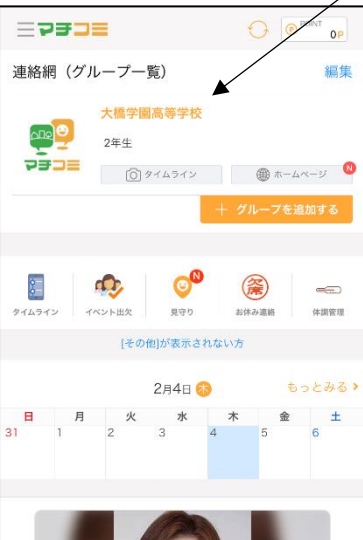 マチコミ
POINT
0P
連絡網（グループ一覧） 編集
大橋学園高等学校
2年生
マチコミ
タイムライン ホームページ N
＋ グループを追加する
N 欠席
タイムライン イベント出欠 見守り お休み連絡 体調管理
[その他]が表示されない方
2月4日 木 もっとみる
日 月 火 水 木 金 土
31 1 2 3 4 5 6